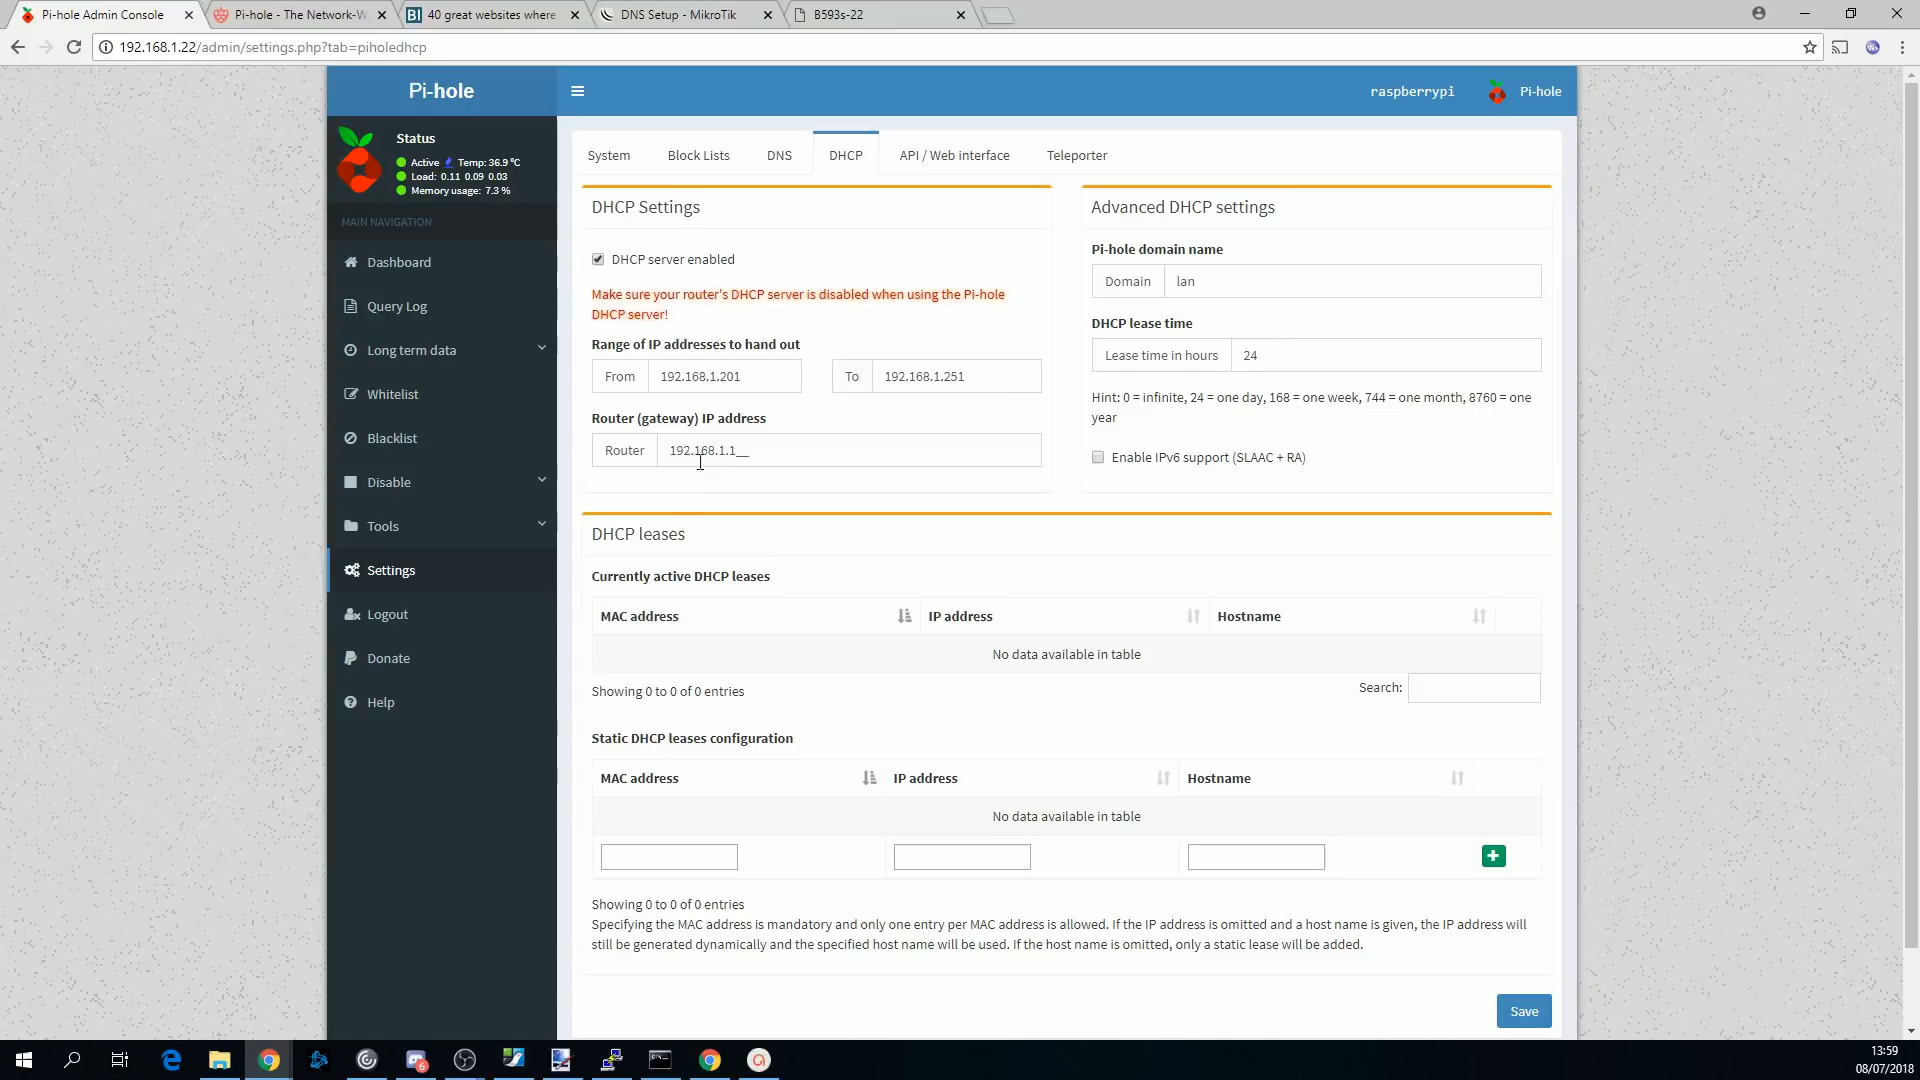 Pi-hole Admin Console
Pi-hole - The Network-W
BI
40 great websites where
DNS Setup - MikroTik
B593s-22
192.168.1.22/admin/settings.php?tab=piholedhcp
Pi-hole
raspberrypi
Pi-hole
Status
Active Temp: 36.9 °C
Load: 0.11 0.09 0.03
Memory usage: 7.3 %
MAIN NAVIGATION
Dashboard
Query Log
Long term data
Whitelist
Blacklist
Disable
Tools
Settings
Logout
Donate
Help
System
Block Lists
DNS
DHCP
API / Web interface
Teleporter
DHCP Settings
DHCP server enabled
Make sure your router's DHCP server is disabled when using the Pi-hole
DHCP server!
Range of IP addresses to hand out
From 192.168.1.201
To 192.168.1.251
Router (gateway) IP address
Router 192.168.1.1__
Advanced DHCP settings
Pi-hole domain name
Domain lan
DHCP lease time
Lease time in hours 24
Hint: 0 = infinite, 24 = one day, 168 = one week, 744 = one month, 8760 = one
year
Enable IPv6 support (SLAAC + RA)
DHCP leases
Currently active DHCP leases
MAC address IP address Hostname
No data available in table
Showing 0 to 0 of 0 entries
Search:
Static DHCP leases configuration
MAC address IP address Hostname
No data available in table
Showing 0 to 0 of 0 entries
Specifying the MAC address is mandatory and only one entry per MAC address is allowed. If the IP address is omitted and a host name is given, the IP address will
still be generated dynamically and the specified host name will be used. If the host name is omitted, only a static lease will be added.
Save
6
13:59
08/07/2018